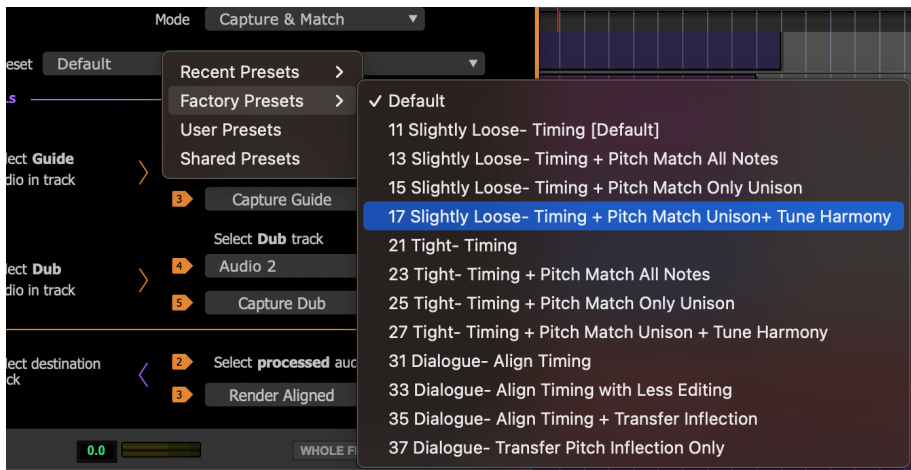 Mode Capture & Match
eset Default
Recent Presets
Factory Presets
User Presets
Shared Presets
Default
11 Slightly Loose- Timing [Default]
13 Slightly Loose- Timing + Pitch Match All Notes
15 Slightly Loose- Timing + Pitch Match Only Unison
17 Slightly Loose- Timing + Pitch Match Unison+ Tune Harmony
21 Tight- Timing
23 Tight- Timing + Pitch Match All Notes
25 Tight- Timing + Pitch Match Only Unison
27 Tight- Timing + Pitch Match Unison + Tune Harmony
31 Dialogue- Align Timing
33 Dialogue- Align Timing with Less Editing
35 Dialogue- Align Timing + Transfer Inflection
37 Dialogue- Transfer Pitch Inflection Only
LS
lect Guide
dio in track
3 Capture Guide
Select Dub track
lect Dub
dio in track
4 Audio 2
5 Capture Dub
lect destination
ck
2 Select processed aud
3 Render Aligned
0.0
WHOLE FI